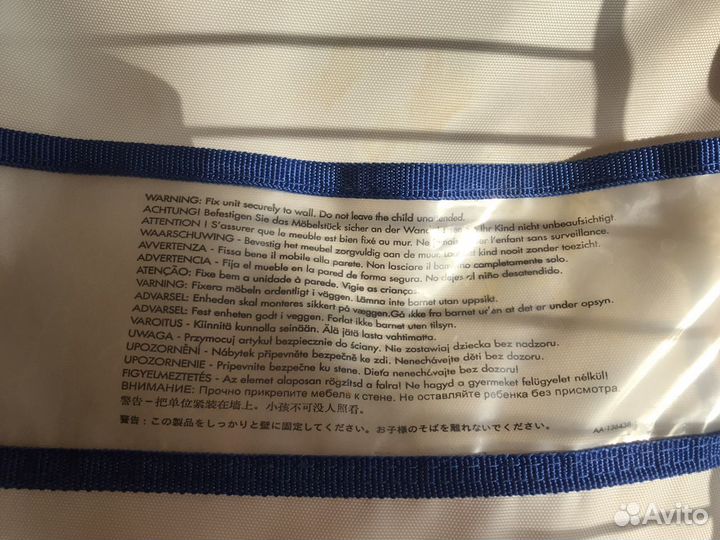 WARNING: Fix unit securely to wall. Do not leave the child unattended.
ACHTUNG! Befestigen Sie das Möbelstück sicher an der Wand Ihr Kind nicht unbeaufsichtigt
ATTENTION ! S'assurer que le meuble est bien fixé au mur. Ne jamais l'enfant sans surveillance.
WAARSCHUWING - Bevestig het meubel zorgvuldig aan de muur. kind nooit zonder toezicht.
AVVERTENZA - Fissa bene il mobile alla parete. Non lasciare il bambino completamente solo.
ADVERTENCIA - Fija el mueble en la pared de forma segura. No dejes al niño desatendido.
ATENÇÃO: Fixe bem a unidade à parede. Vigie as crianças.
VARNING: Fixera möbeln ordentligt i väggen. Lämna inte barnet utan uppsikt.
ADVARSEL: Enheden skal monteres sikkert på væggen.Gå ikke fra barnet uden at det er under opsyn.
ADVARSEL: Fest enheten godt i veggen. Forlat ikke barnet uten tilsyn.
VAROITUS - Kiinnitä kunnolla seinään. Älä jätä lasta vahtimatta.
UWAGA - Przymocuj artykuł bezpiecznie do ściany. Nie zostawiaj dziecka bez nadzoru.
UPOZORNĚNÍ - Nábytek připevněte bezpečně ke zdi. Nenechávejte děti bez dozoru.
UPOZORNENIE - Pripevnite bezpečne ku stene. Dieťa nenechávajte bez dozoru!
FIGYELMEZTETÉS - Az elemet alaposan rögzítsd a falra! Ne hagyd a gyermeket felügyelet nélkül!
ВНИМАНИЕ: Прочно прикрепите мебель к стене. Не оставляйте ребенка без присмотра.
警告－把单位紧装在墙上。小孩不可没人照看。
警告：この製品をしっかりと壁に固定してください。お子様のそばを離れないでください。
AA-136438
Avito